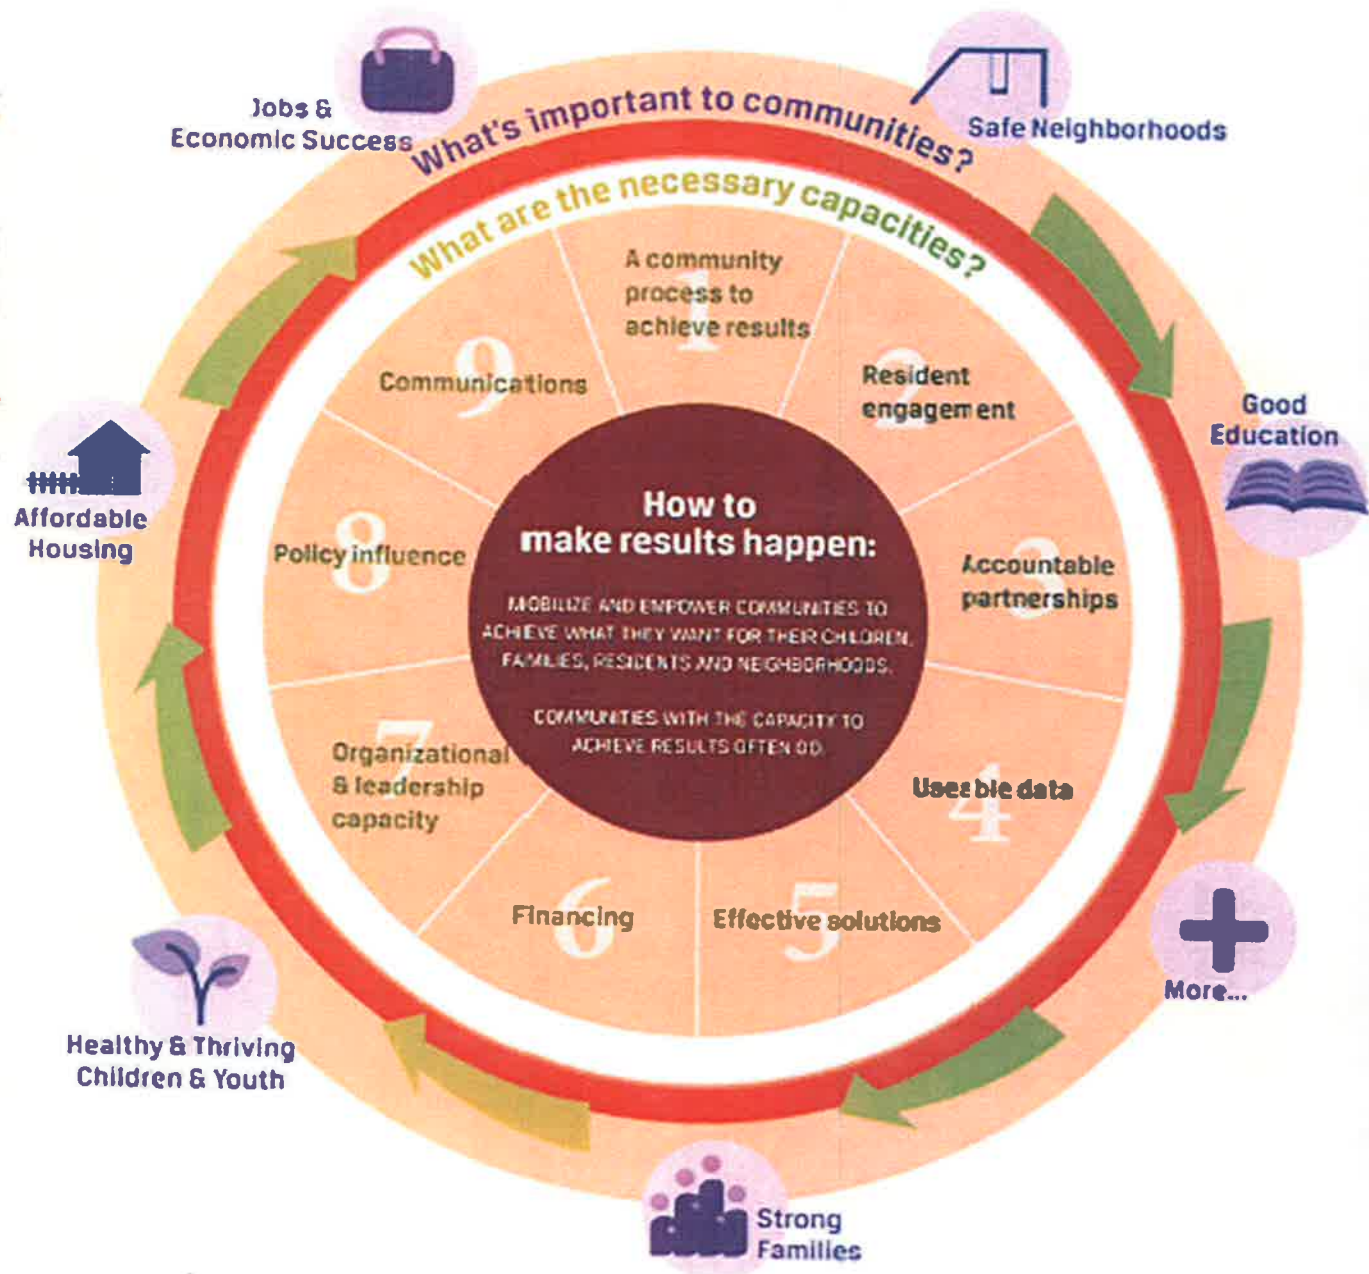 Jobs &
Economic Success
What's important to communities?
Safe Neighborhoods
What are the necessary capacities?
1
A community
process to
achieve results
2
Resident
engagement
Good
Education
3
Accountable
partnerships
4
Useable data
More...
5
Effective solutions
6
Financing
Strong
Families
7
Organizational
& leadership
capacity
Healthy & Thriving
Children & Youth
8
Policy influence
Affordable
Housing
9
Communications
How to
make results happen:
MOBILIZE AND EMPOWER COMMUNITIES TO
ACHIEVE WHAT THEY WANT FOR THEIR CHILDREN,
FAMILIES, RESIDENTS AND NEIGHBORHOODS.
COMMUNITIES WITH THE CAPACITY TO
ACHIEVE RESULTS OFTEN DO.